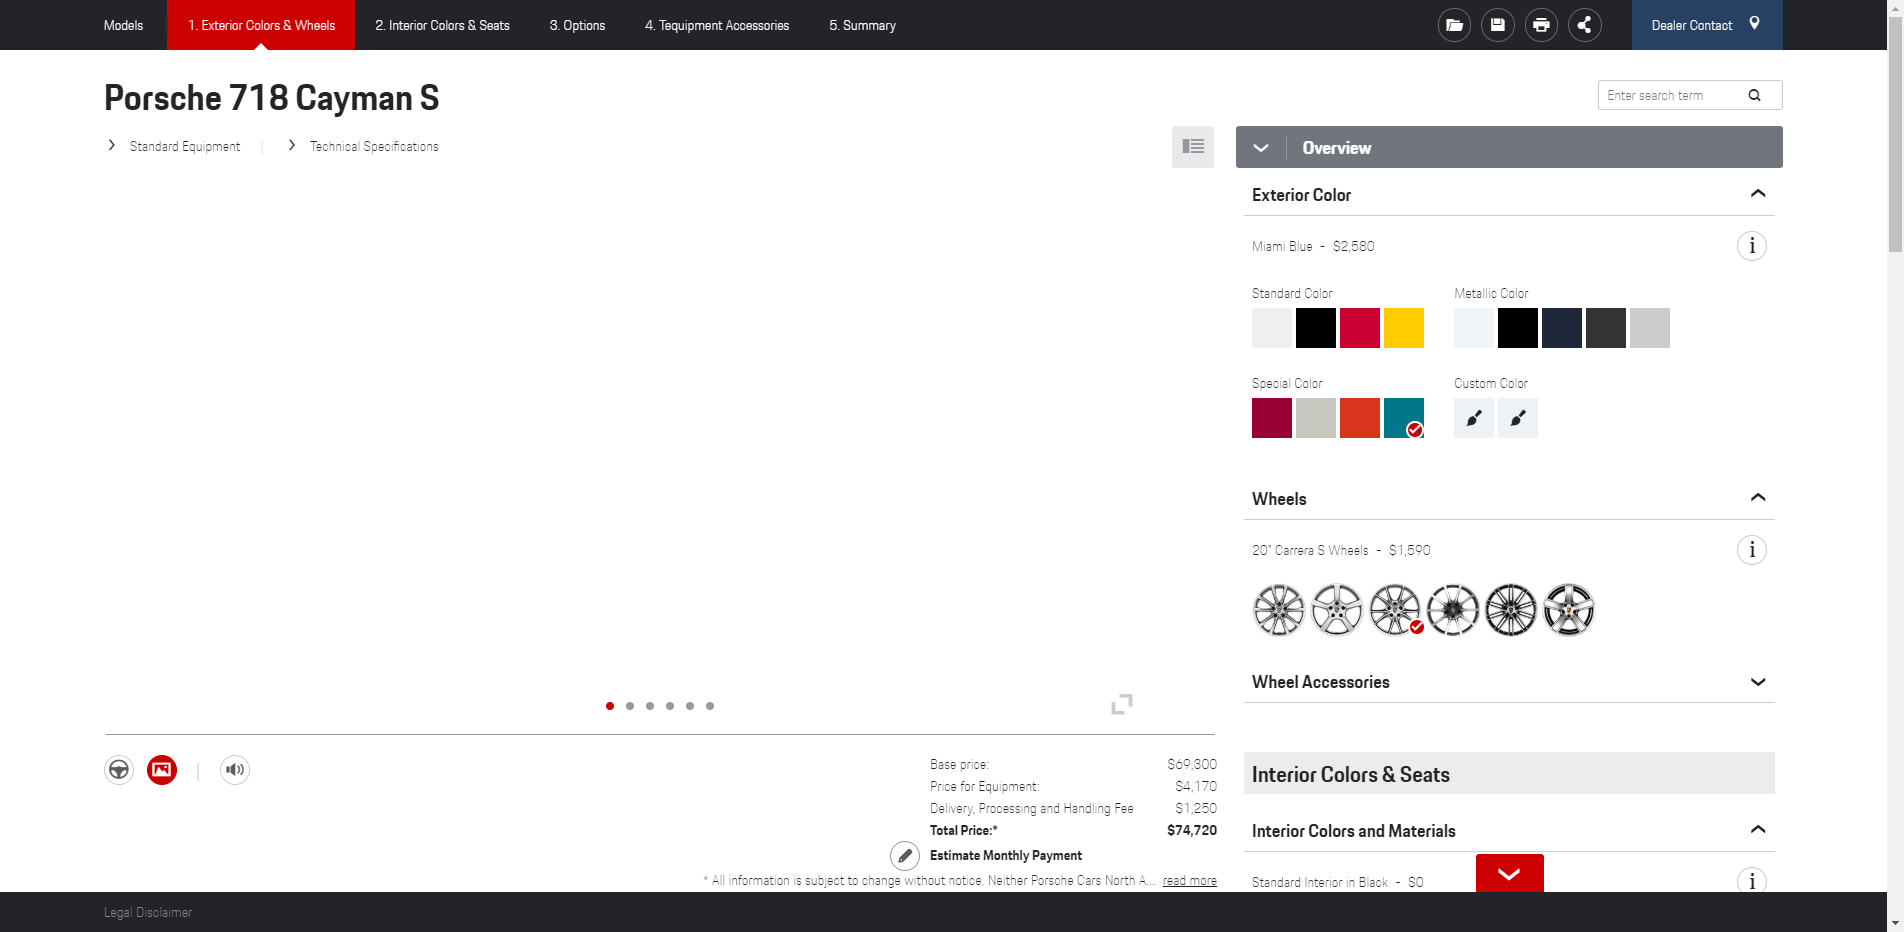 Models
1. Exterior Colors & Wheels
2. Interior Colors & Seats
3. Options
4. Tequipment Accessories
5. Summary
Dealer Contact
Porsche 718 Cayman S
Enter search term
Standard Equipment
Technical Specifications
Overview
Exterior Color
Miami Blue - $2,580
i
Standard Color
Metallic Color
Special Color
Custom Color
Wheels
20" Carrera S Wheels - $1,590
i
Wheel Accessories
Base price: $69,300
Price for Equipment: $4,170
Delivery, Processing and Handling Fee $1,250
Total Price:* $74,720
Estimate Monthly Payment
* All information is subject to change without notice. Neither Porsche Cars North A... read more
Interior Colors & Seats
Interior Colors and Materials
Standard Interior in Black - $0
i
Legal Disclaimer